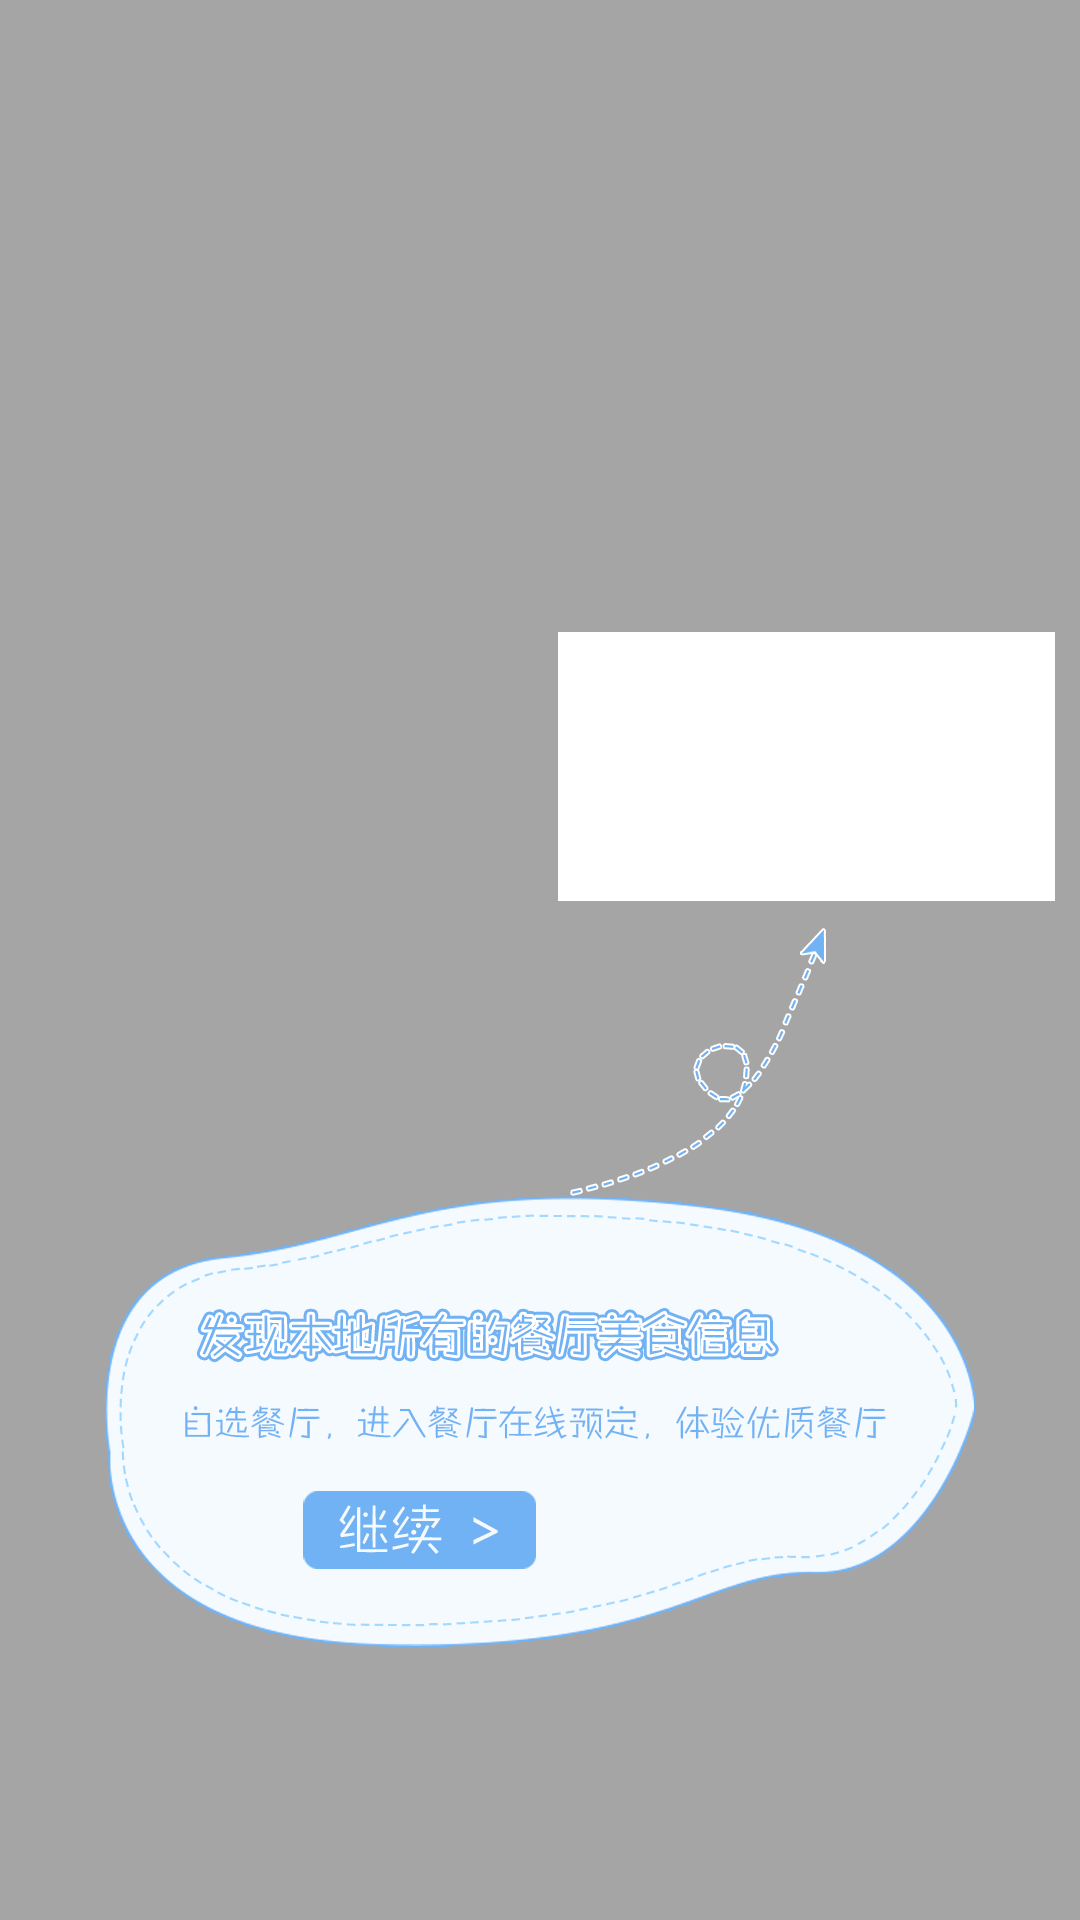 发现本地所有的餐厅美食信息
自选餐厅，进入餐厅在线预定，体验优质餐厅
继续 >